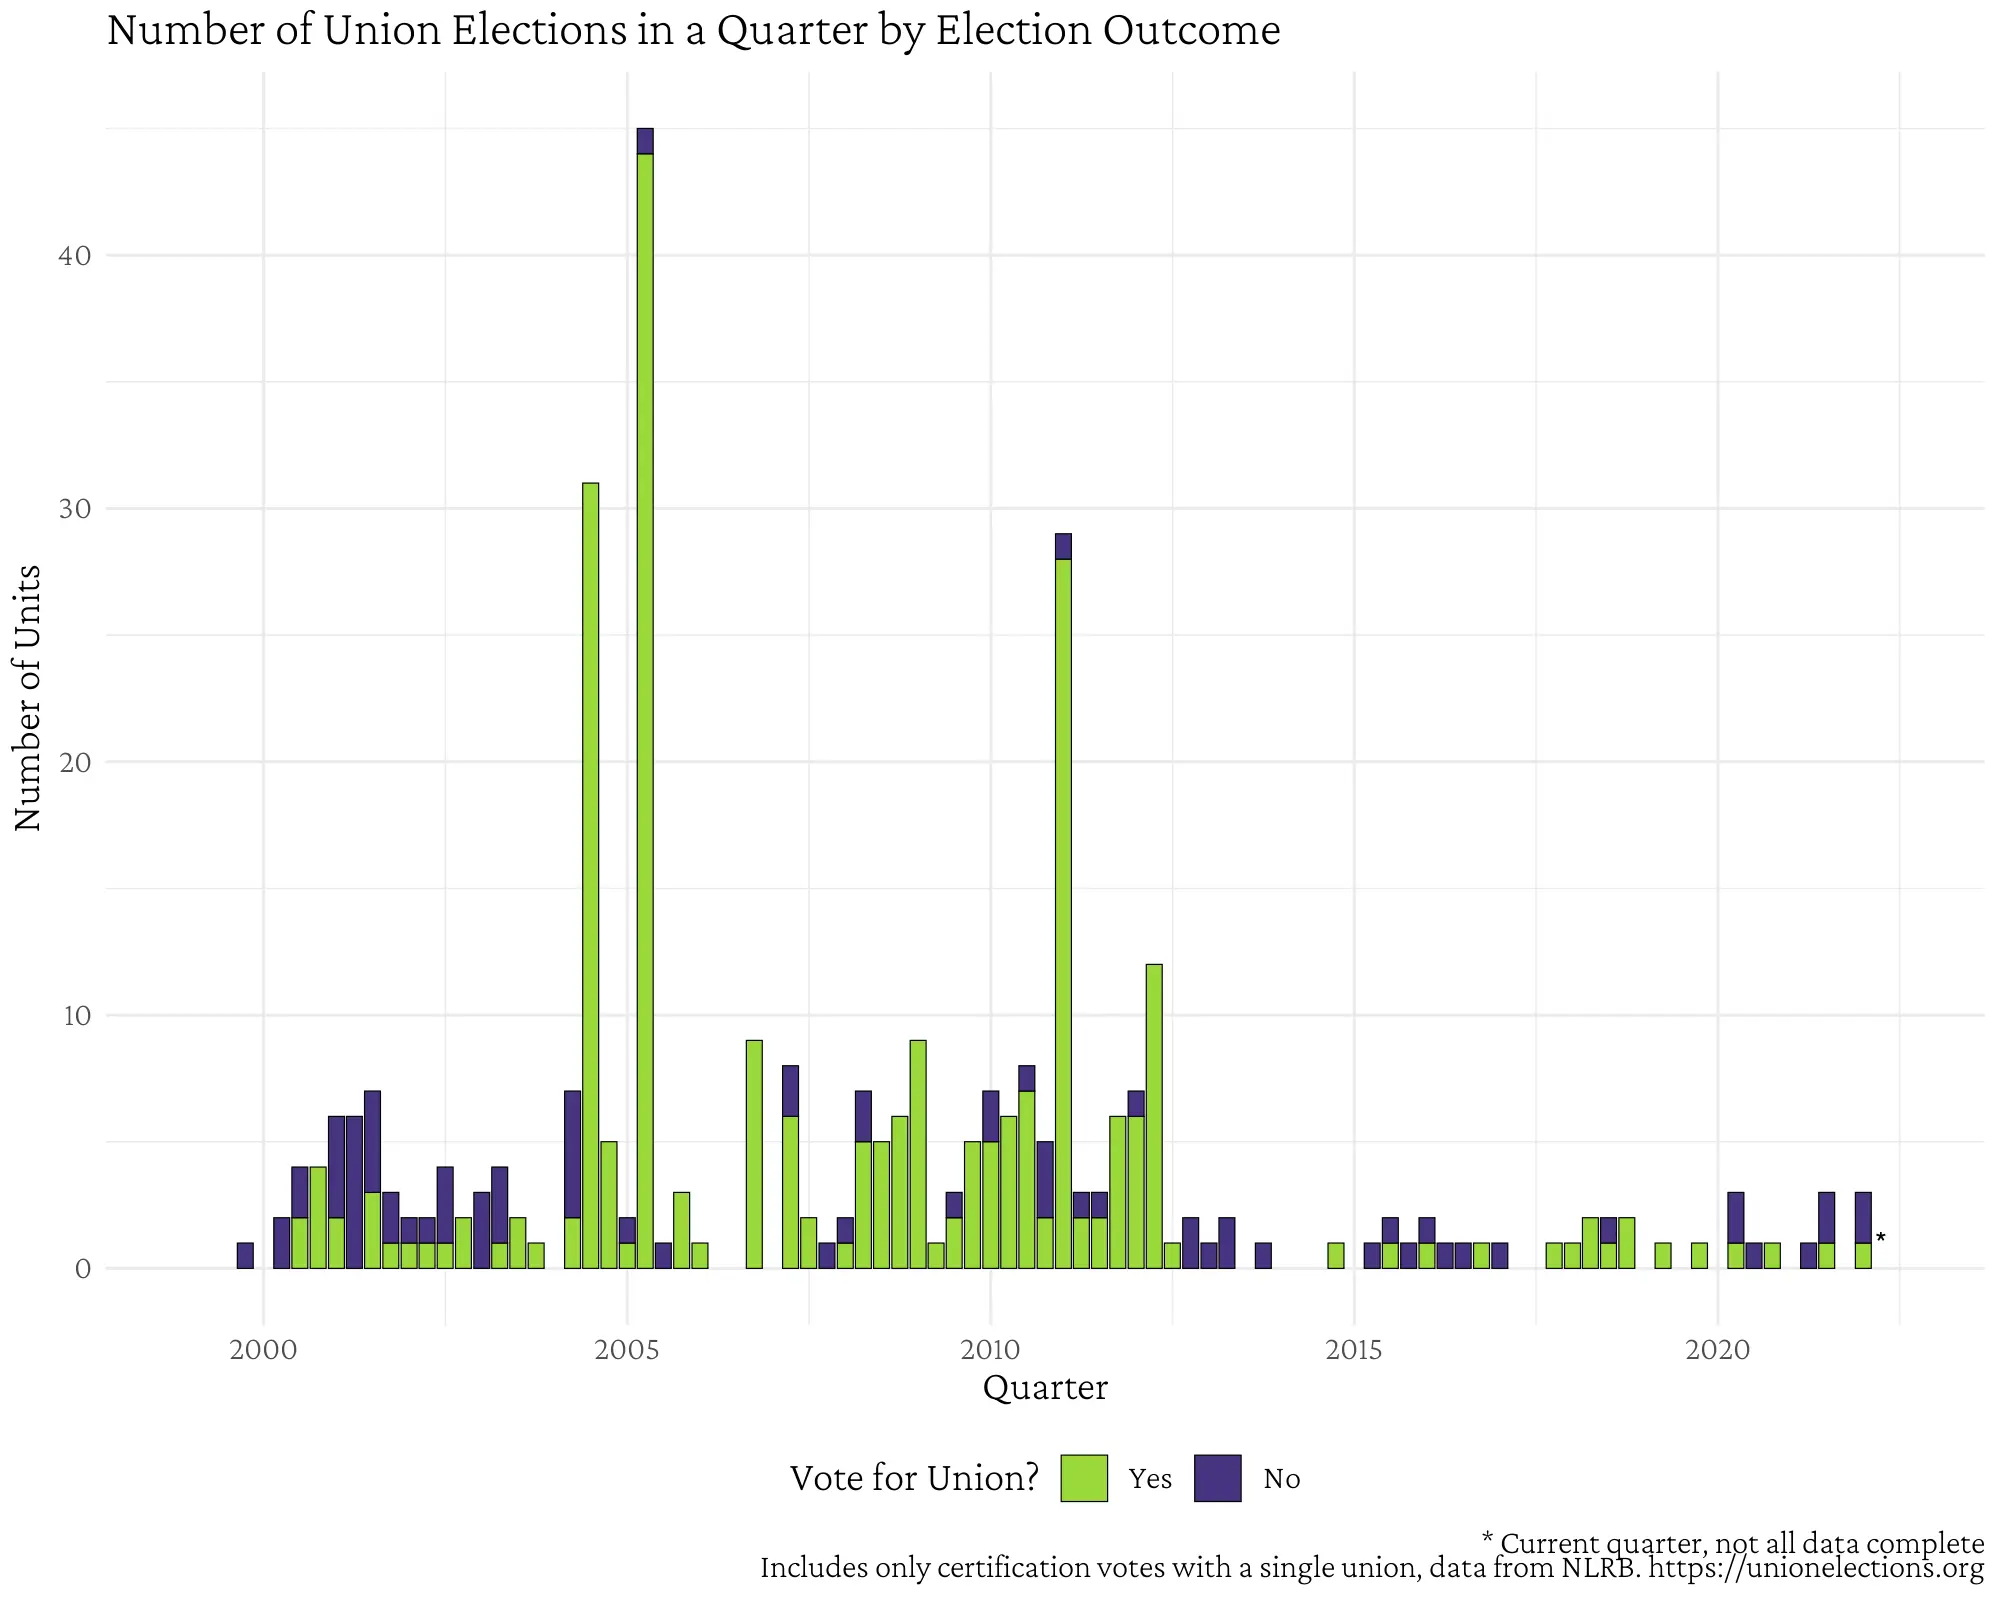 Number of Union Elections in a Quarter by Election Outcome
Number of Units
40
30
20
10
0
*
2000 2005 2010 2015 2020
Quarter
Vote for Union? Yes No
* Current quarter, not all data complete
Includes only certification votes with a single union, data from NLRB. https://unionelections.org